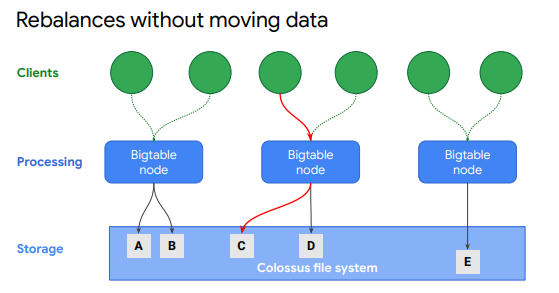 Rebalances without moving data
Clients
Processing
Bigtable
node
Bigtable
node
Bigtable
node
Storage
A
B
C
D
E
Colossus file system